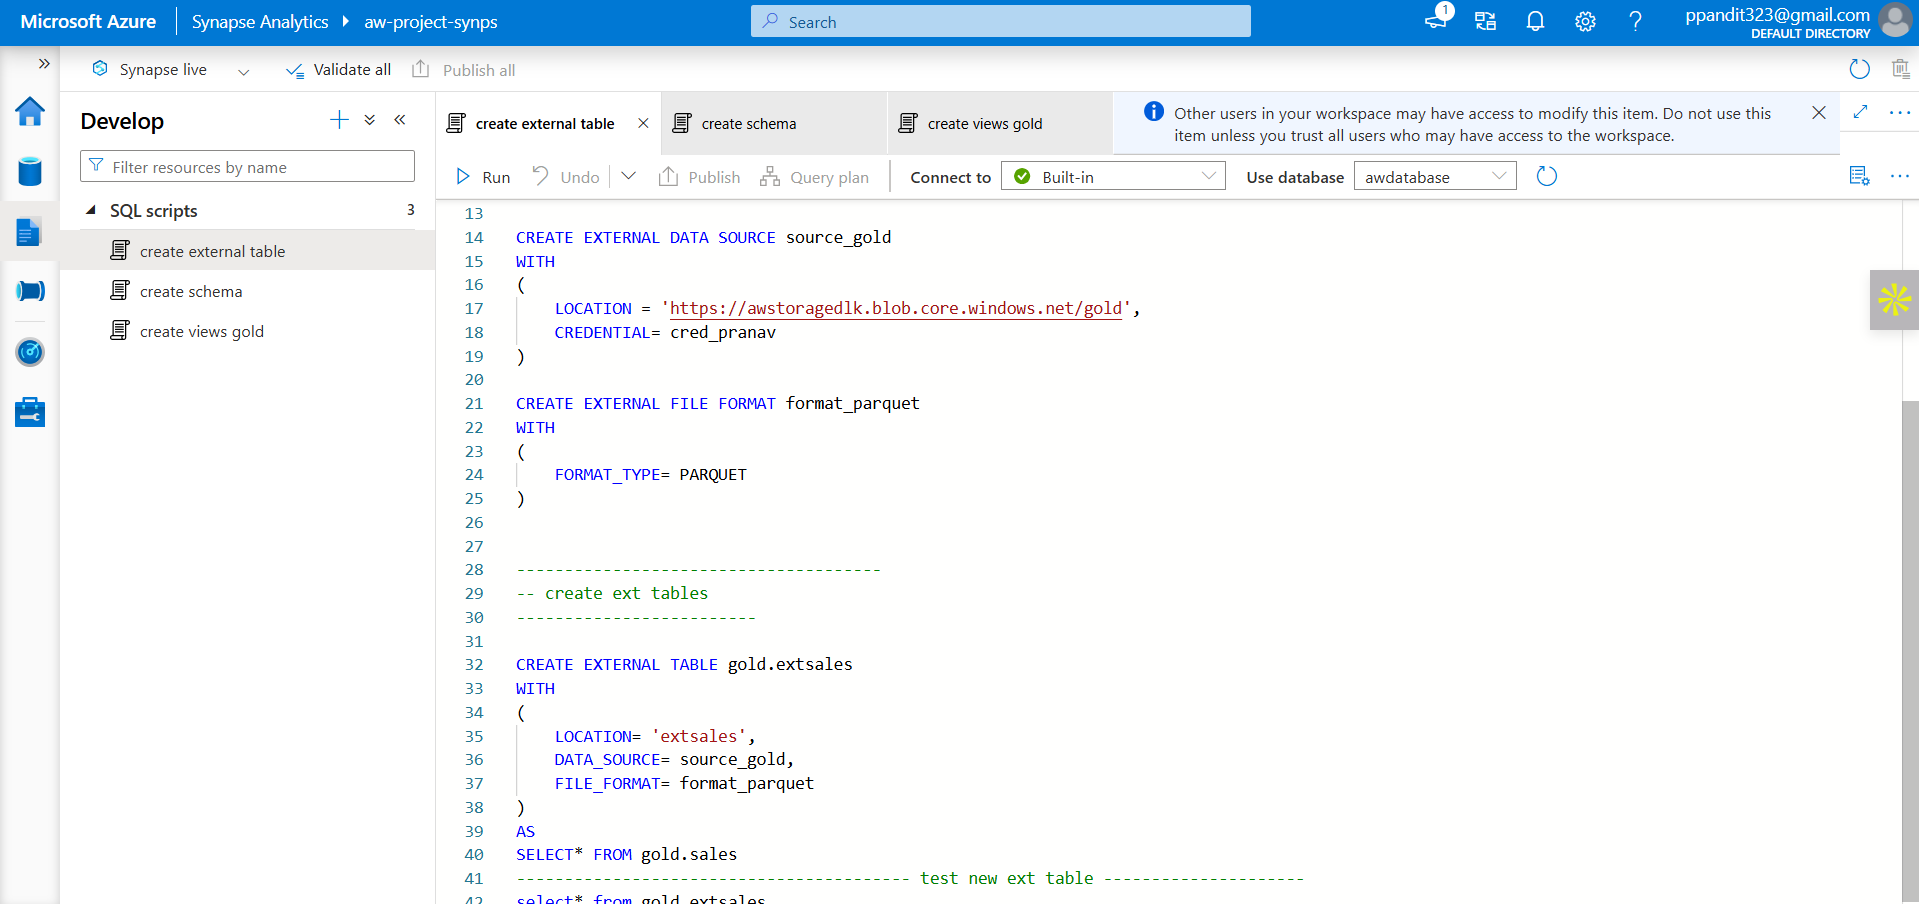 Microsoft Azure
Synapse Analytics
aw-project-synps
Search
1
ppandit323@gmail.com
DEFAULT DIRECTORY
Synapse live
Validate all
Publish all
Develop
Filter resources by name
SQL scripts
3
create external table
create schema
create views gold
create external table
create schema
create views gold
Other users in your workspace may have access to modify this item. Do not use this
item unless you trust all users who may have access to the workspace.
Run
Undo
Publish
Query plan
Connect to
Built-in
Use database
awdatabase
13
14 CREATE EXTERNAL DATA SOURCE source_gold
15 WITH
16 (
17 LOCATION = 'https://awstoragedlk.blob.core.windows.net/gold',
18 CREDENTIAL= cred_pranav
19 )
20
21 CREATE EXTERNAL FILE FORMAT format_parquet
22 WITH
23 (
24 FORMAT_TYPE= PARQUET
25 )
26
27
28 --------------------------------------
29 -- create ext tables
30 -------------------------
31
32 CREATE EXTERNAL TABLE gold.extsales
33 WITH
34 (
35 LOCATION= 'extsales',
36 DATA_SOURCE= source_gold,
37 FILE_FORMAT= format_parquet
38 )
39 AS
40 SELECT* FROM gold.sales
41 ----------------------------------------- test new ext table ---------------------
42 select* from gold.extsales